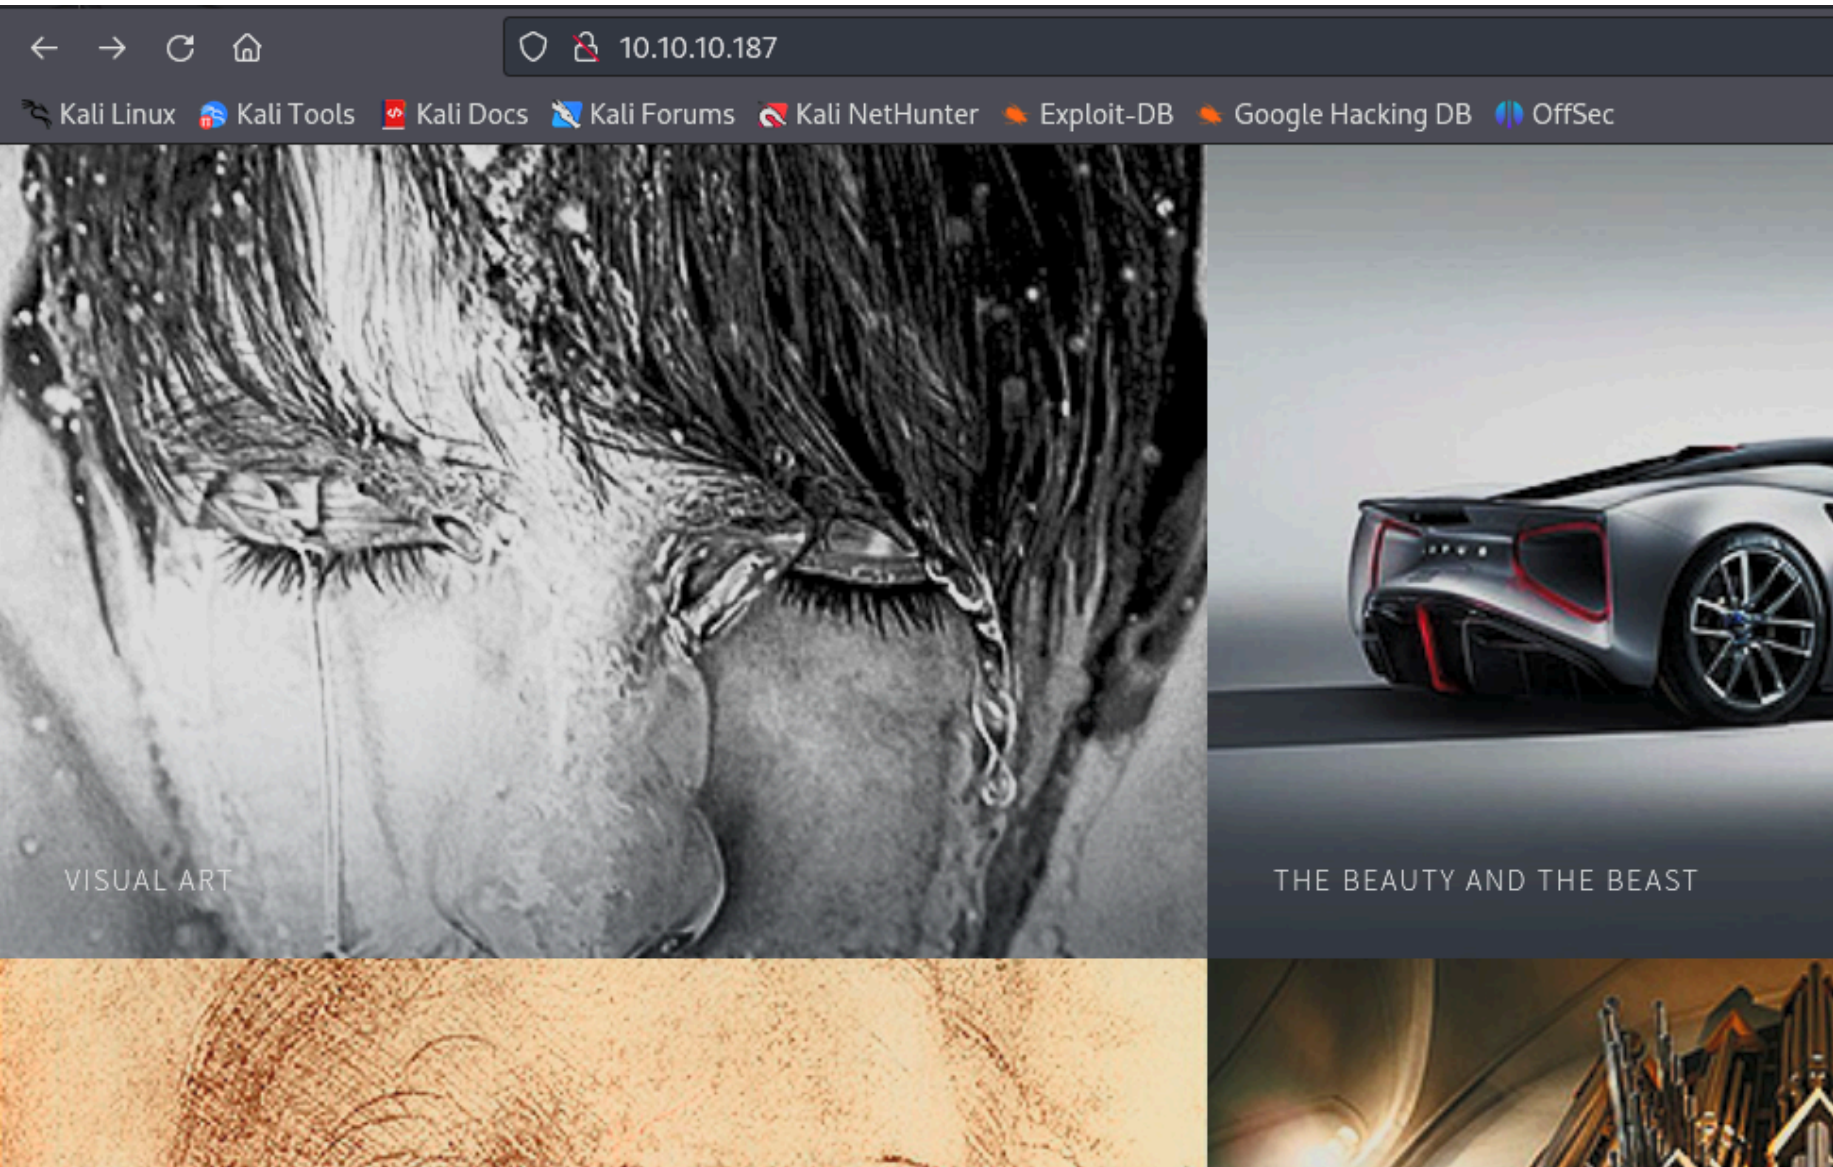 10.10.10.187
Kali Linux Kali Tools Kali Docs Kali Forums Kali NetHunter Exploit-DB Google Hacking DB OffSec
VISUAL ART
THE BEAUTY AND THE BEAST